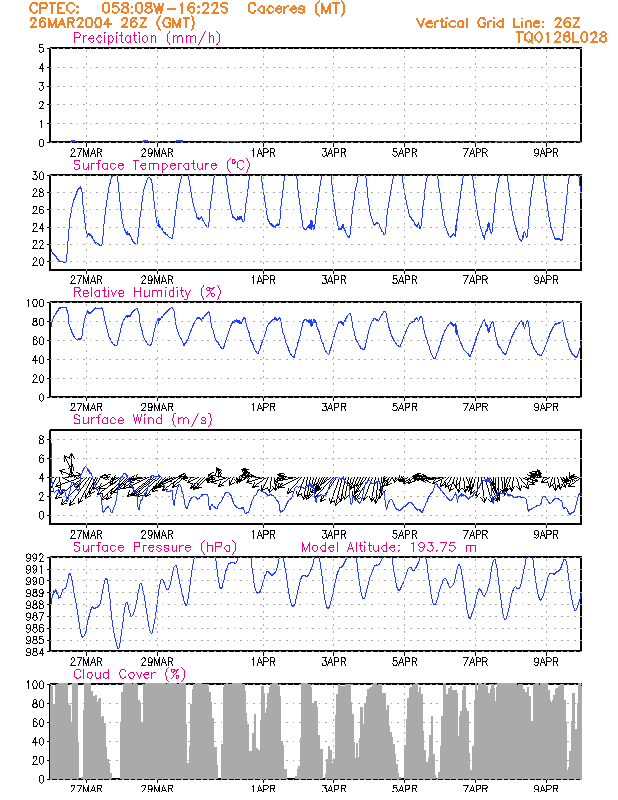 CPTEC: 058:08W-16:22S Caceres (MT)
26MAR2004 26Z (GMT) Vertical Grid Line: 26Z
Precipitation (mm/h) TQ0126L028
5
4
3
2
1
0
27MAR 29MAR 1APR 3APR 5APR 7APR 9APR
Surface Temperature (°C)
30
28
26
24
22
20
27MAR 29MAR 1APR 3APR 5APR 7APR 9APR
Relative Humidity (%)
100
80
60
40
20
0
27MAR 29MAR 1APR 3APR 5APR 7APR 9APR
Surface Wind (m/s)
8
6
4
2
0
27MAR 29MAR 1APR 3APR 5APR 7APR 9APR
Surface Pressure (hPa) Model Altitude: 193.75 m
992
991
990
989
988
987
986
985
984
27MAR 29MAR 1APR 3APR 5APR 7APR 9APR
Cloud Cover (%)
100
80
60
40
20
0
27MAR 29MAR 1APR 3APR 5APR 7APR 9APR